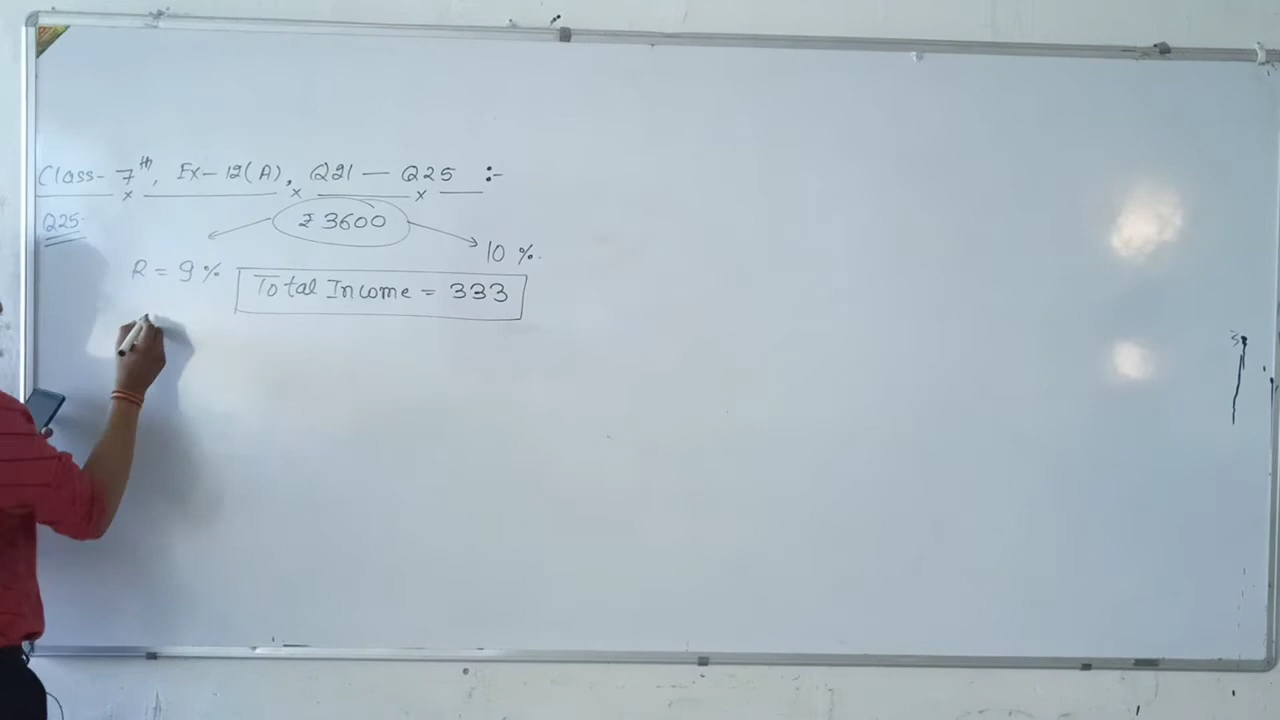 Class- 7th, Ex-12(A), Q21 — Q25 :-
Q25.
₹ 3600
10 %.
R = 9 %
Total Income = 333